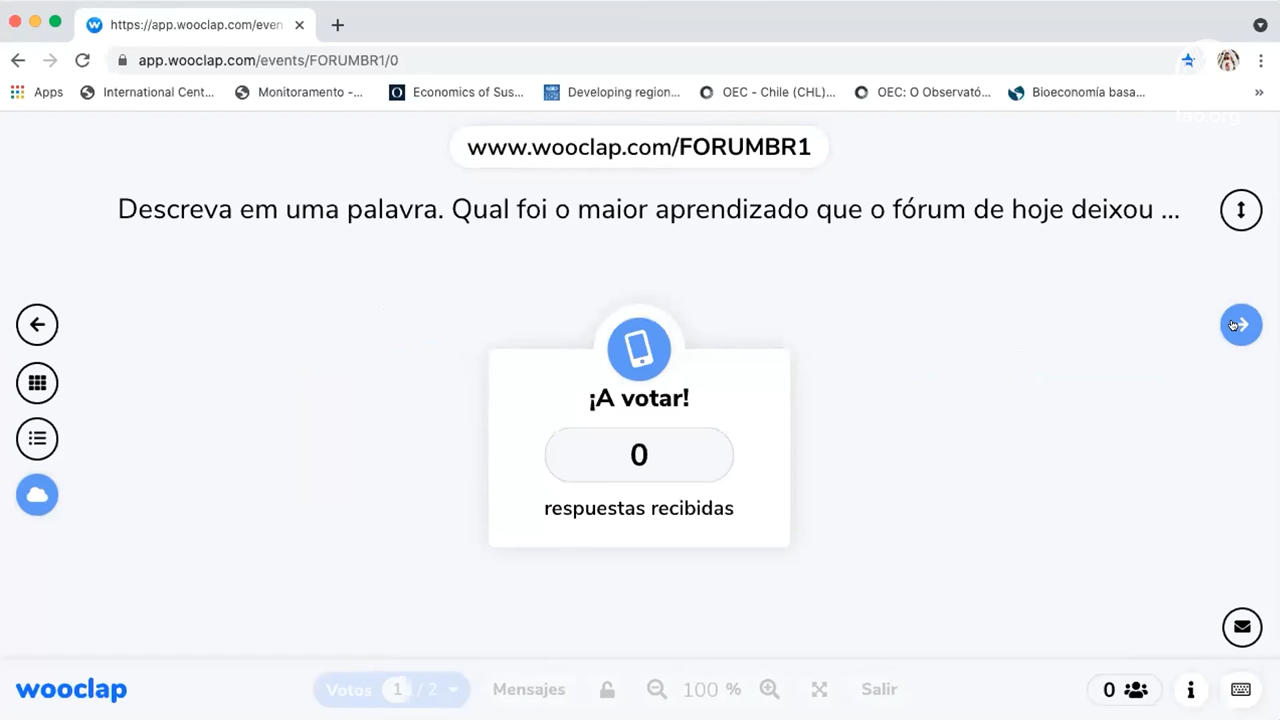 https://app.wooclap.com/even
app.wooclap.com/events/FORUMBR1/0
Apps International Cent... Monitoramento -... Economics of Sus... Developing region... OEC - Chile (CHL)... OEC: O Observató... Bioeconomía basa... »
fao.org
www.wooclap.com/FORUMBR1
Descreva em uma palavra. Qual foi o maior aprendizado que o fórum de hoje deixou ...
¡A votar!
0
respuestas recibidas
wooclap Votos 1 / 2 Mensajes 100 % Salir 0